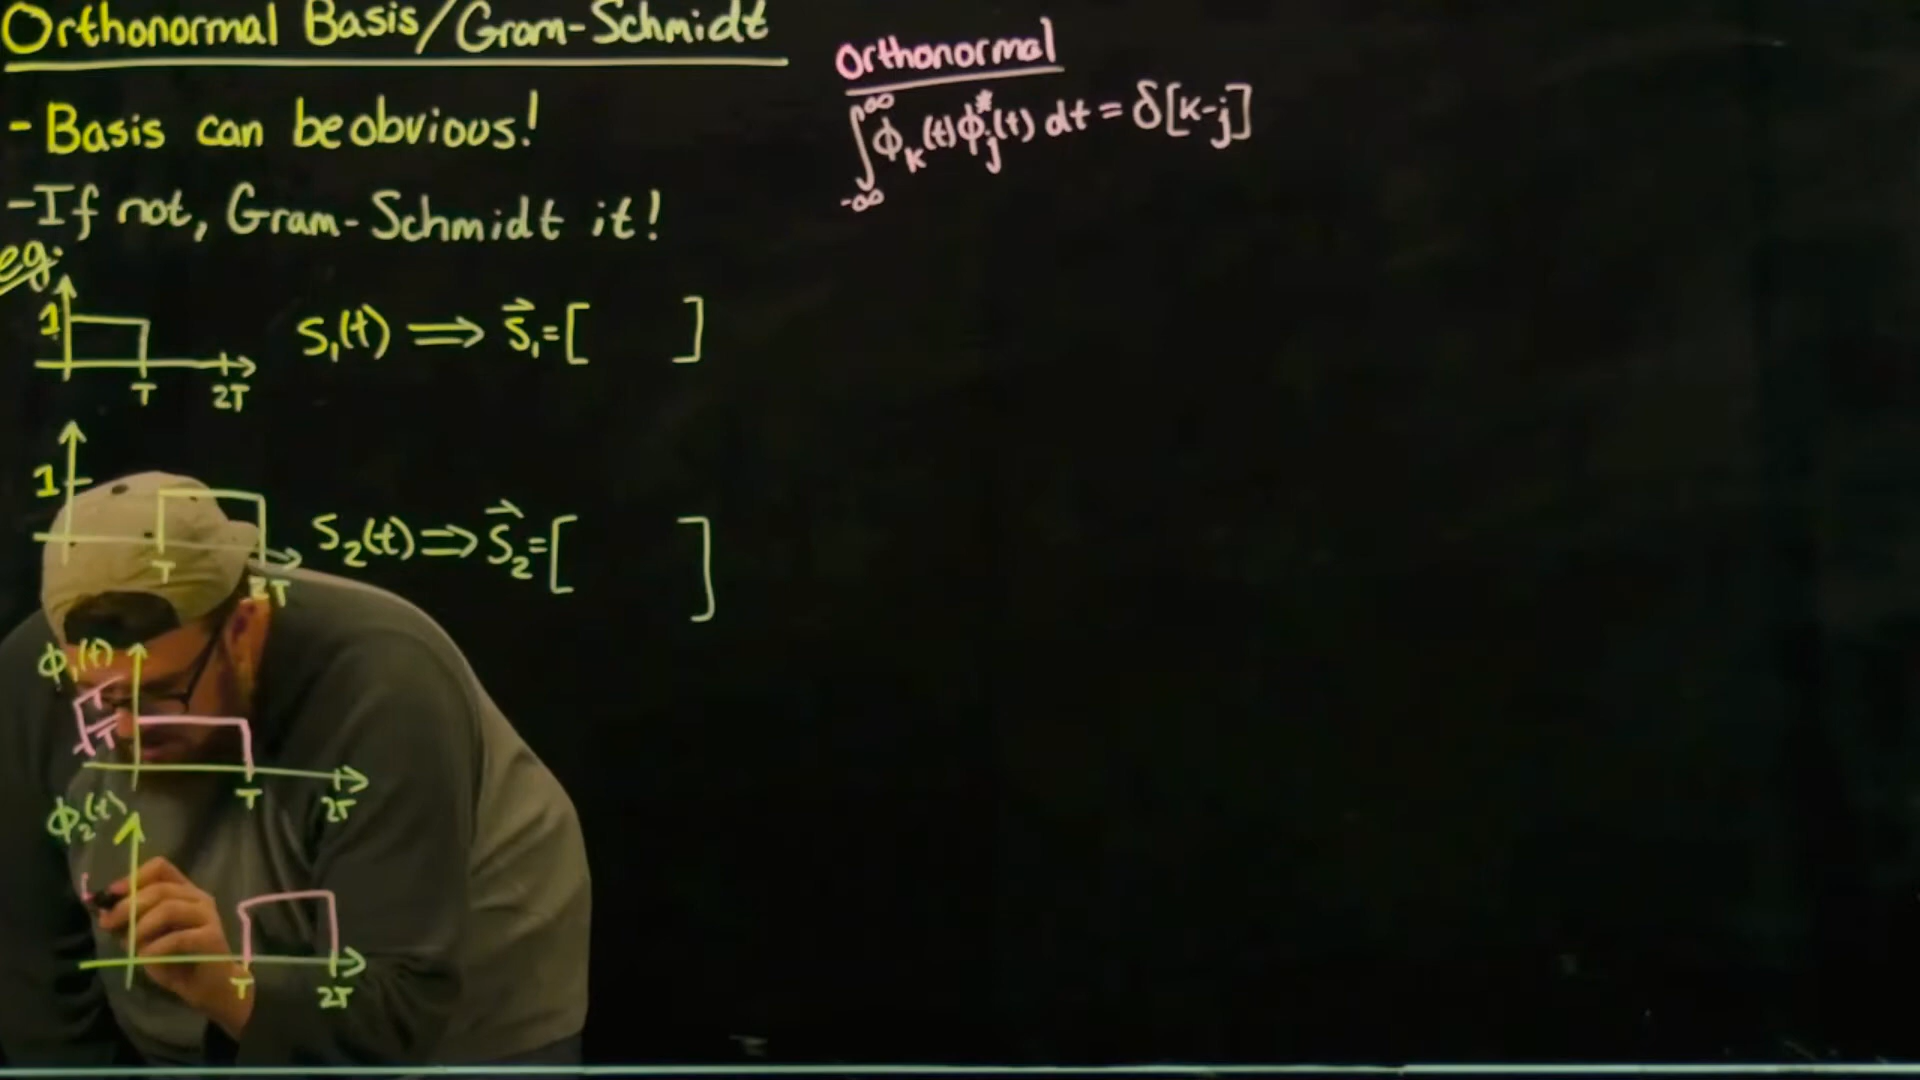 Orthonormal Basis/Gram-Schmidt
- Basis can be obvious!
- If not, Gram-Schmidt it!
eg:
1
T 2T
S₁(t) ⟹ s⃗₁=[ ]
1
T 2T
S₂(t) ⟹ s⃗₂=[ ]
ϕ₁(t)
T 2T
ϕ₂(t)
T 2T
Orthonormal
∫_{-∞}^{∞} ϕₖ(t)ϕⱼ*(t) dt = δ[k-j]